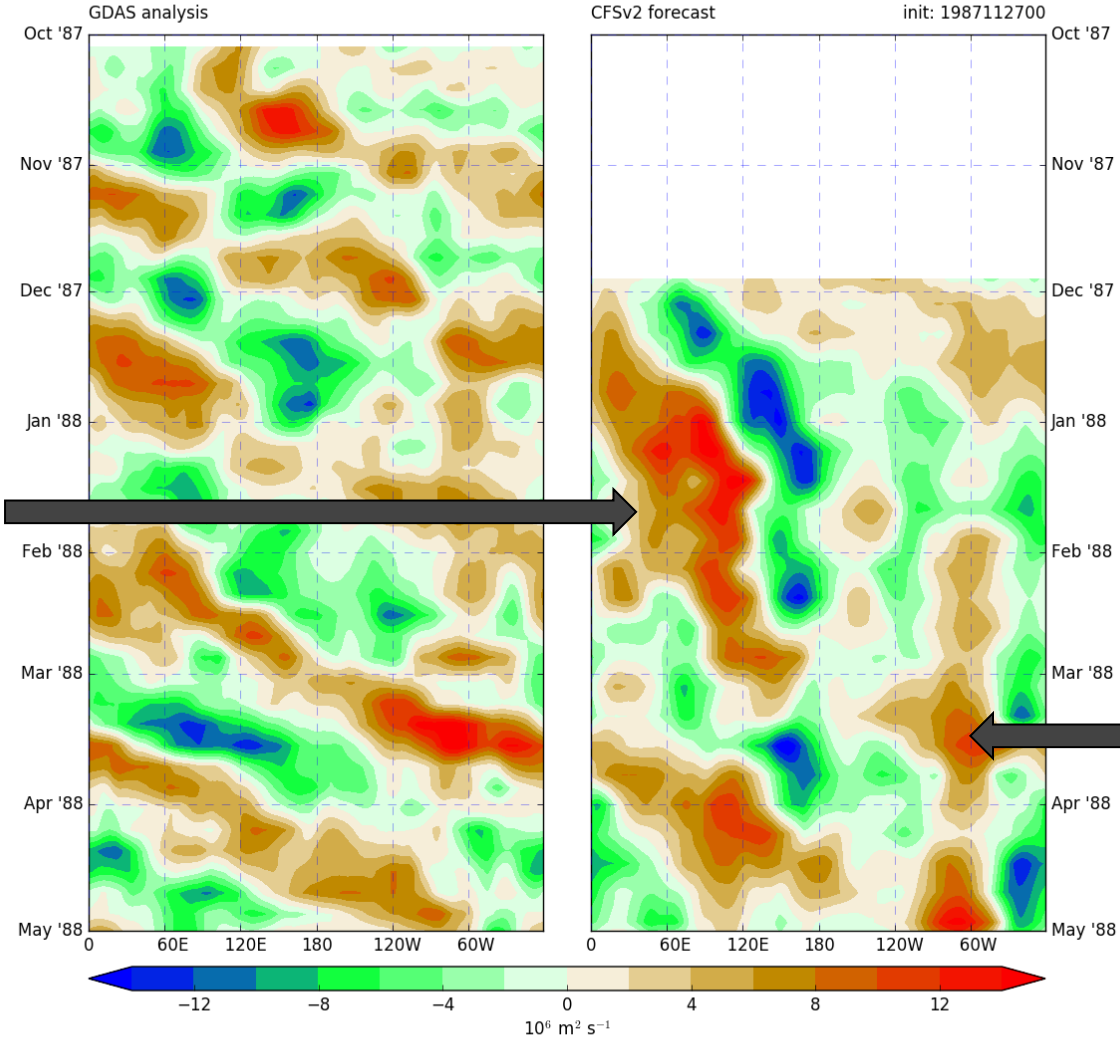 GDAS analysis
CFSv2 forecast init: 1987112700
Oct '87 Oct '87
Nov '87 Nov '87
Dec '87 Dec '87
Jan '88 Jan '88
Feb '88 Feb '88
Mar '88 Mar '88
Apr '88 Apr '88
May '88 May '88
0 60E 120E 180 120W 60W 0 60E 120E 180 120W 60W
−12 −8 −4 0 4 8 12
10⁶ m² s⁻¹